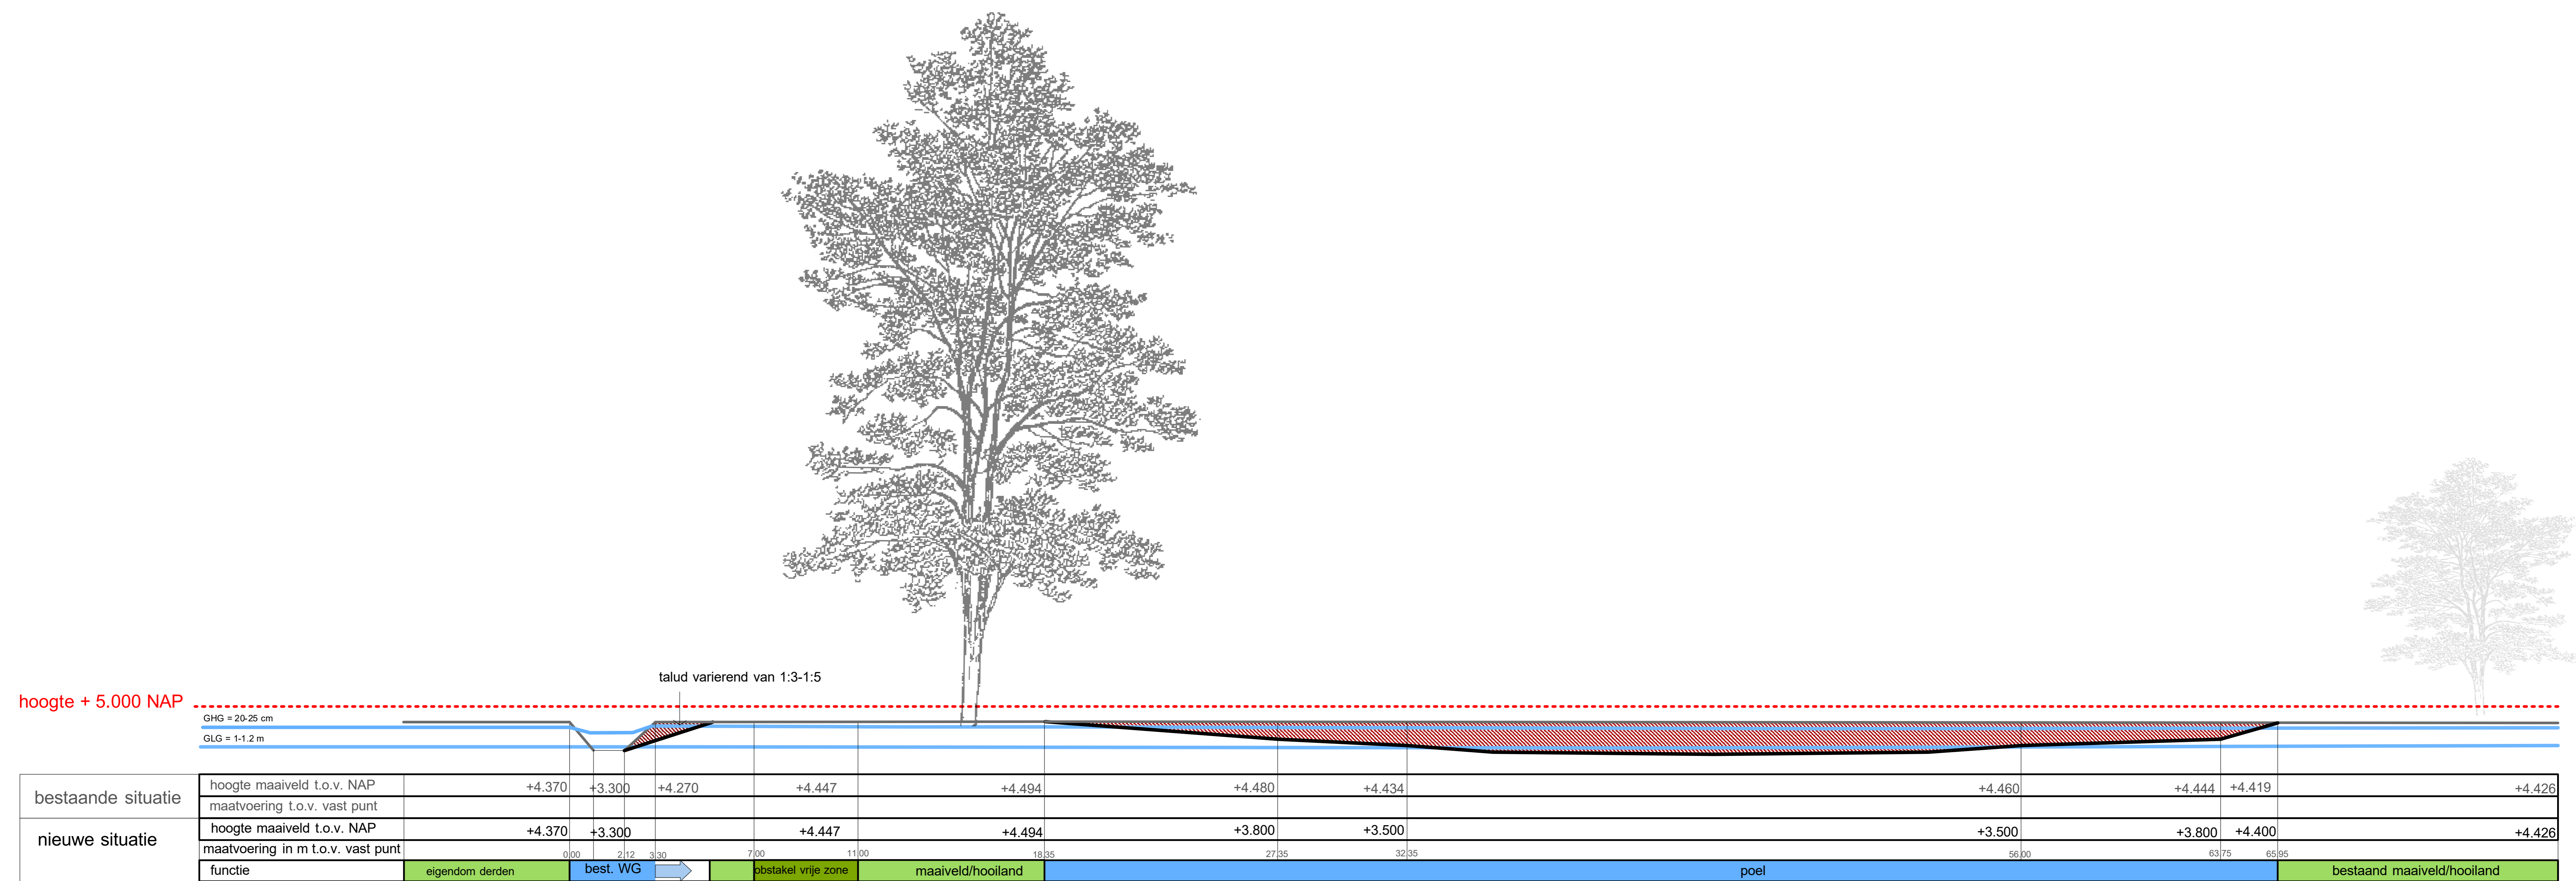 talud varierend van 1:3-1:5
hoogte + 5.000 NAP
GHG = 20-25 cm
GLG = 1-1.2 m
bestaande situatie
hoogte maaiveld t.o.v. NAP +4.370 +3.300 +4.270 +4.447 +4.494 +4.480 +4.434 +4.460 +4.444 +4.419 +4.426
maatvoering t.o.v. vast punt
nieuwe situatie
hoogte maaiveld t.o.v. NAP +4.370 +3.300 +4.447 +4.494 +3.800 +3.500 +3.500 +3.800 +4.400 +4.426
maatvoering in m t.o.v. vast punt 0.00 2.12 3.30 7.00 11.00 18.35 27.35 32.35 56.00 63.75 65.95
functie eigendom derden best. WG obstakel vrije zone maaiveld/hooiland poel bestaand maaiveld/hooiland